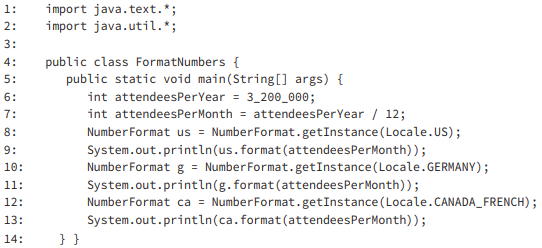 1: import java.text.*;
2: import java.util.*;
3:
4: public class FormatNumbers {
5: public static void main(String[] args) {
6: int attendeesPerYear = 3_200_000;
7: int attendeesPerMonth = attendeesPerYear / 12;
8: NumberFormat us = NumberFormat.getInstance(Locale.US);
9: System.out.println(us.format(attendeesPerMonth));
10: NumberFormat g = NumberFormat.getInstance(Locale.GERMANY);
11: System.out.println(g.format(attendeesPerMonth));
12: NumberFormat ca = NumberFormat.getInstance(Locale.CANADA_FRENCH);
13: System.out.println(ca.format(attendeesPerMonth));
14: } }